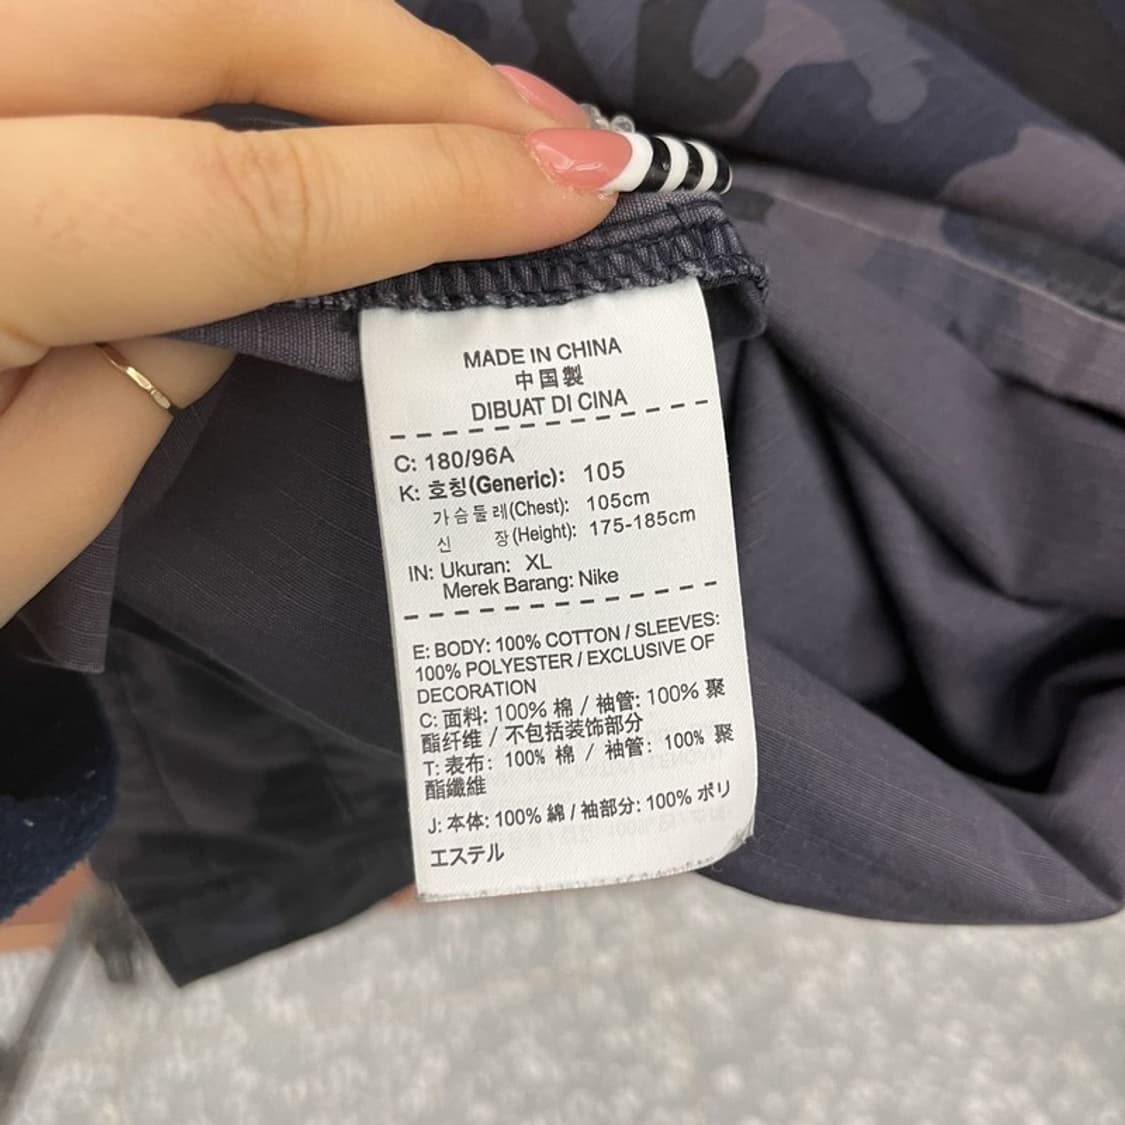 MADE IN CHINA
中国製
DIBUAT DI CINA
C: 180/96A
K: 호칭(Generic): 105
가슴둘레(Chest): 105cm
신 장(Height): 175-185cm
IN: Ukuran: XL
Merek Barang: Nike
E: BODY: 100% COTTON / SLEEVES:
100% POLYESTER / EXCLUSIVE OF
DECORATION
C: 面料: 100% 棉 / 袖管: 100% 聚
酯纤维 / 不包括装饰部分
T: 表布: 100% 棉 / 袖管: 100% 聚
酯纖維
J: 本体: 100% 綿 / 袖部分: 100% ポリ
エステル